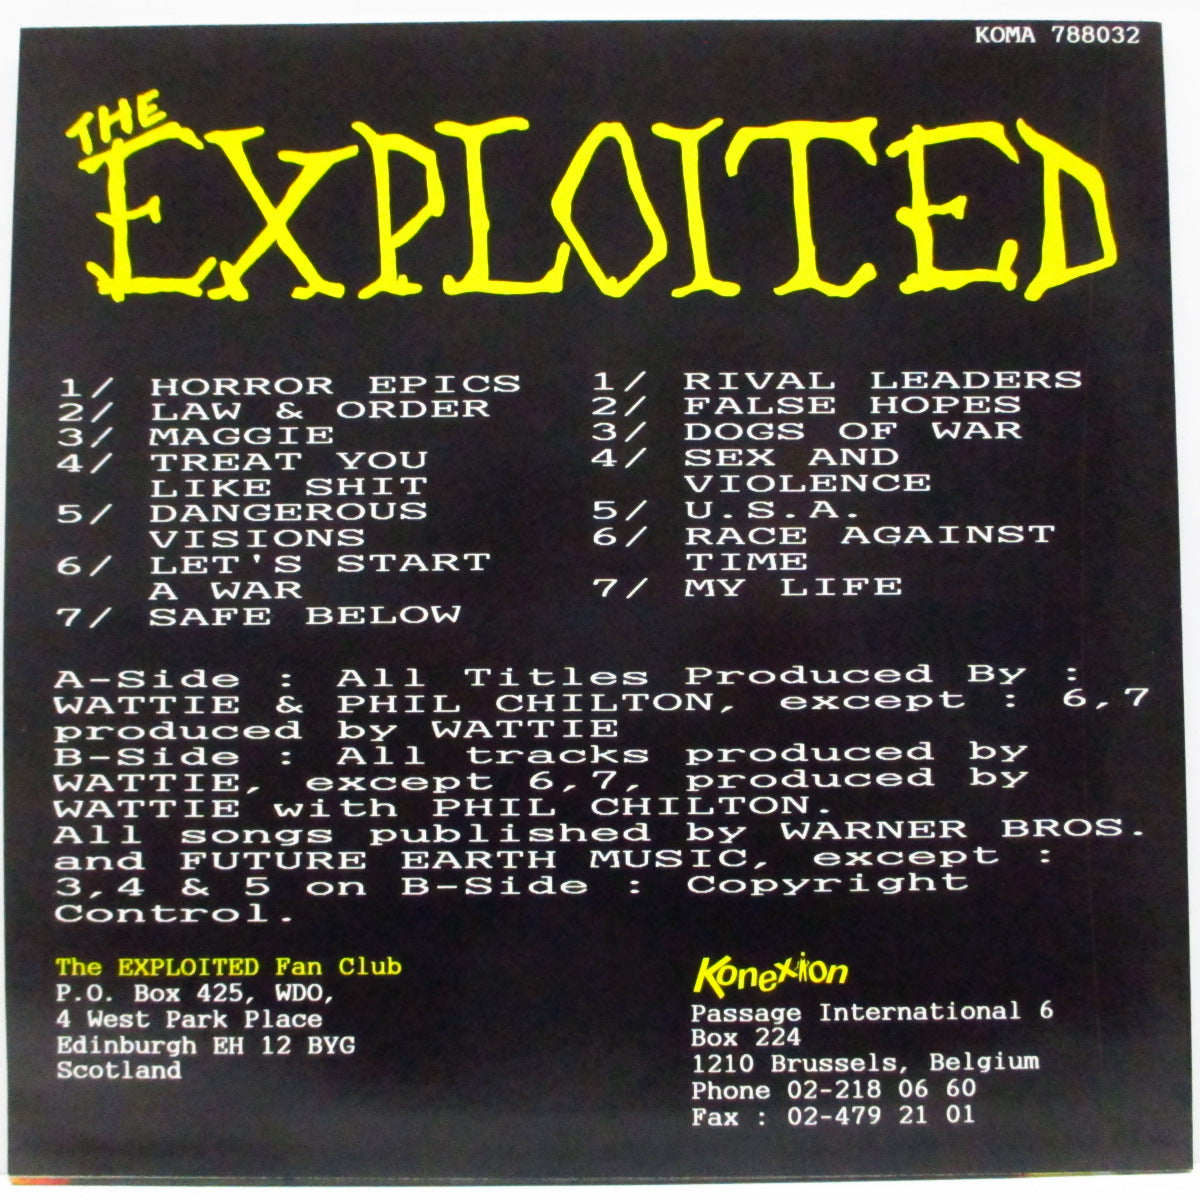 KOMA 788032
THE
EXPLOITED
1/ HORROR EPICS
2/ LAW & ORDER
3/ MAGGIE
4/ TREAT YOU
LIKE SHIT
5/ DANGEROUS
VISIONS
6/ LET'S START
A WAR
7/ SAFE BELOW
1/ RIVAL LEADERS
2/ FALSE HOPES
3/ DOGS OF WAR
4/ SEX AND
VIOLENCE
5/ U.S.A.
6/ RACE AGAINST
TIME
7/ MY LIFE
A-Side : All Titles Produced By :
WATTIE & PHIL CHILTON, except : 6,7
produced by WATTIE
B-Side : All tracks produced by
WATTIE, except 6,7, produced by
WATTIE with PHIL CHILTON.
All songs published by WARNER BROS.
and FUTURE EARTH MUSIC, except :
3,4 & 5 on B-Side : Copyright
Control.
The EXPLOITED Fan Club
P.O. Box 425, WDO,
4 West Park Place
Edinburgh EH 12 BYG
Scotland
Konexion
Passage International 6
Box 224
1210 Brussels, Belgium
Phone 02-218 06 60
Fax : 02-479 21 01